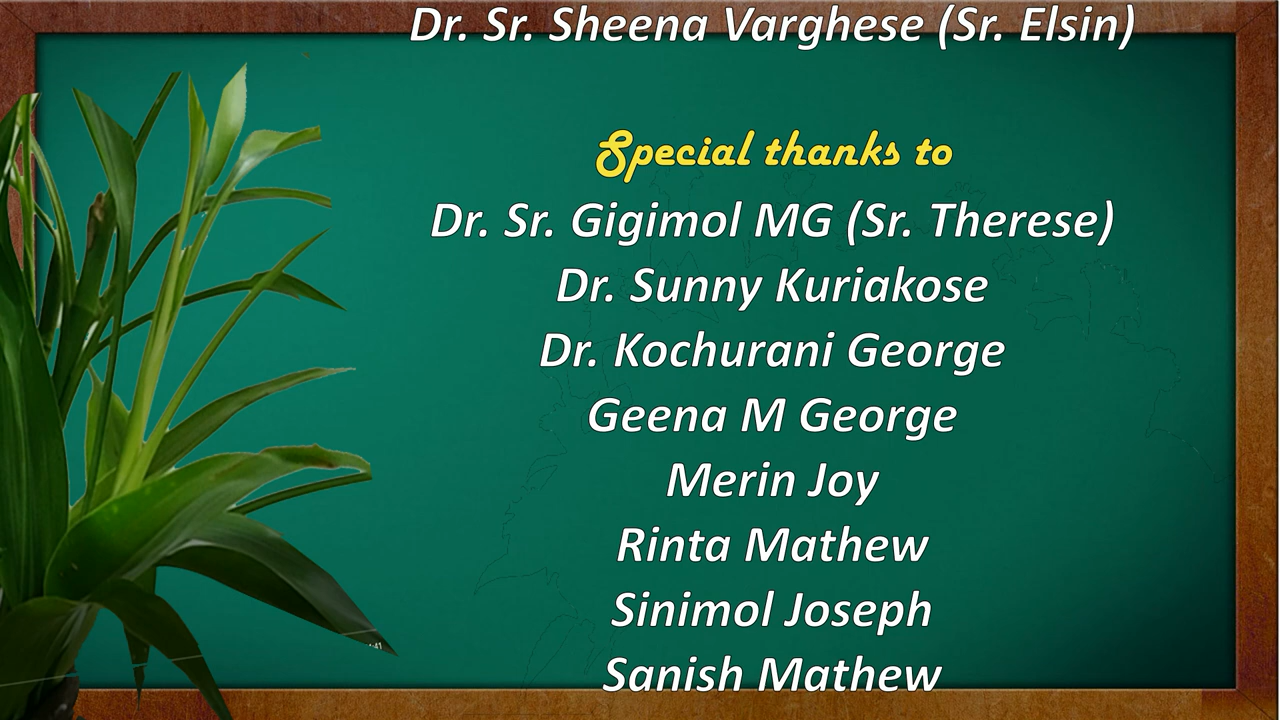 Dr. Sr. Sheena Varghese (Sr. Elsin)
Special thanks to
Dr. Sr. Gigimol MG (Sr. Therese)
Dr. Sunny Kuriakose
Dr. Kochurani George
Geena M George
Merin Joy
Rinta Mathew
Sinimol Joseph
Sanish Mathew